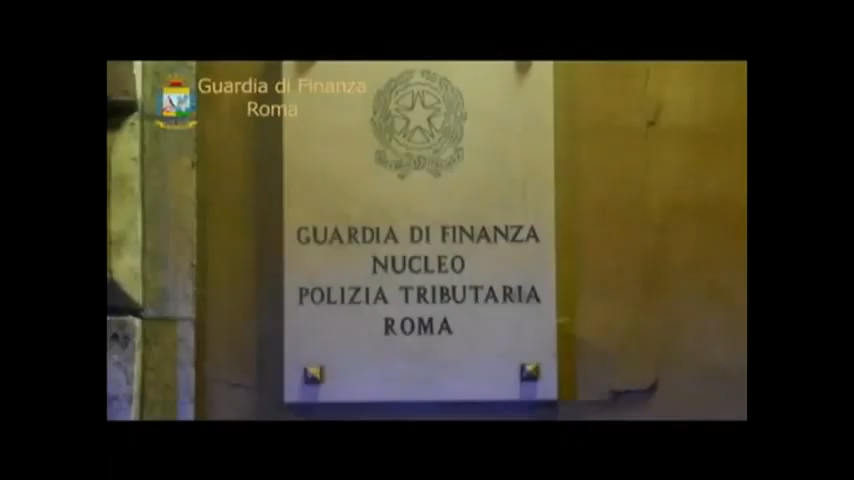 Guardia di Finanza
Roma
GUARDIA DI FINANZA
NUCLEO
POLIZIA TRIBUTARIA
ROMA